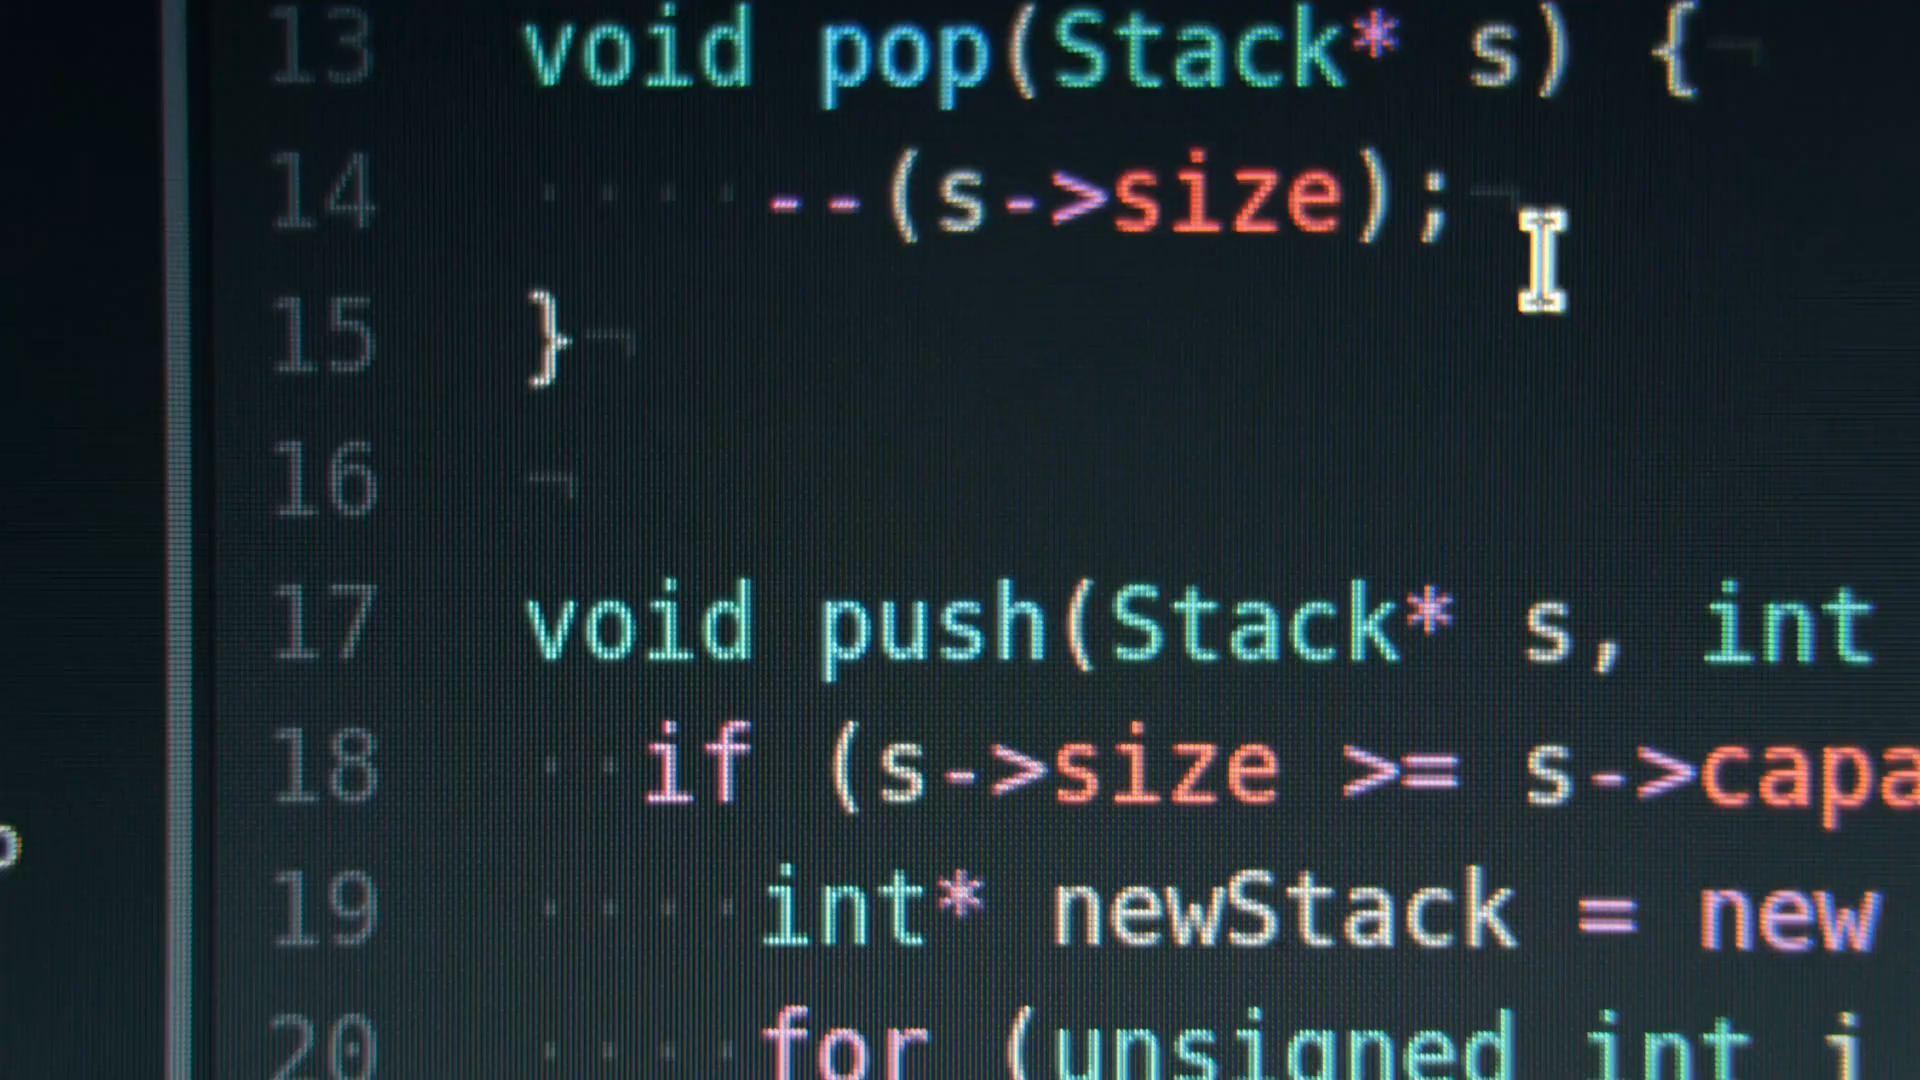 13 void pop(Stack* s) {¬
14 ····--(s->size);¬
15 }¬
16 ¬
17 void push(Stack* s, int
18 ··if (s->size >= s->capa
19 ····int* newStack = new
20 ····for (unsigned int i